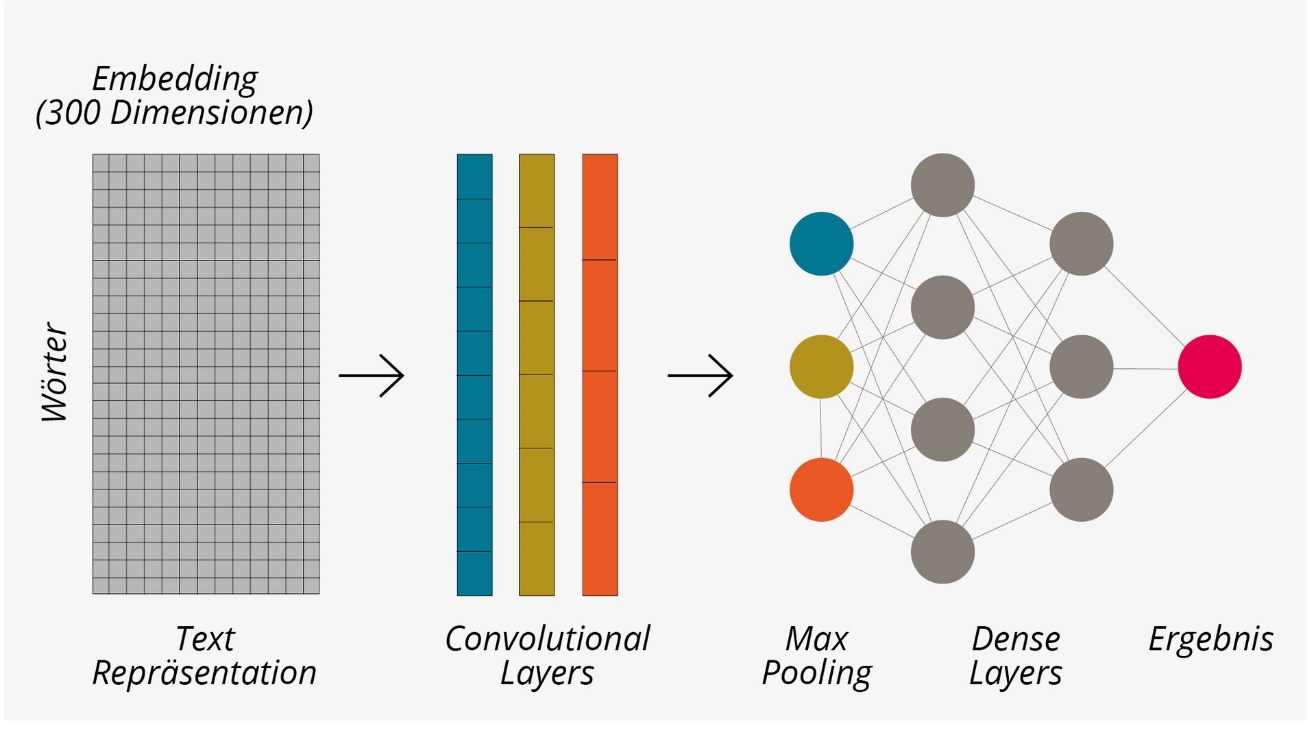 Embedding
(300 Dimensionen)
Wörter
Text
Repräsentation
Convolutional
Layers
Max
Pooling
Dense
Layers
Ergebnis